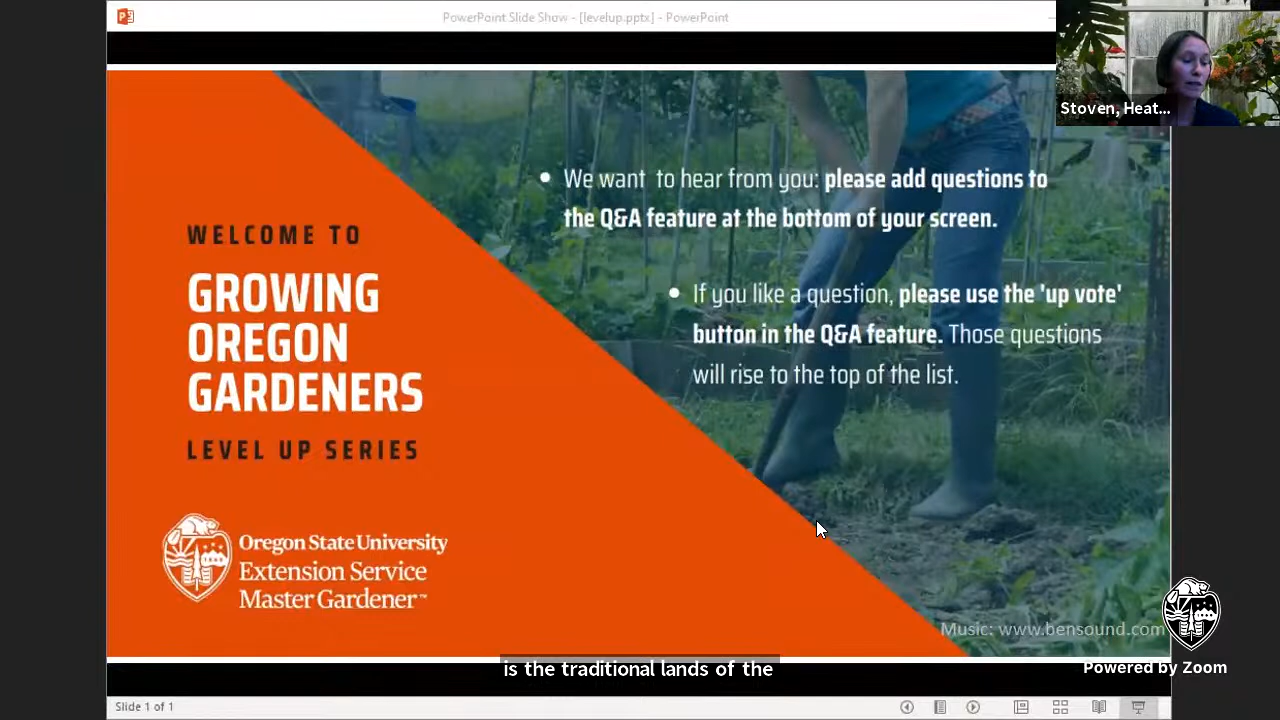 PowerPoint Slide Show - [levelup.pptx] - PowerPoint
Stoven, Heat...
• We want to hear from you: please add questions to
the Q&A feature at the bottom of your screen.
• If you like a question, please use the 'up vote'
button in the Q&A feature. Those questions
will rise to the top of the list.
WELCOME TO
GROWING
OREGON
GARDENERS
LEVEL UP SERIES
Oregon State University
Extension Service
Master Gardener™
Music: www.bensound.com
is the traditional lands of the
Powered by Zoom
Slide 1 of 1